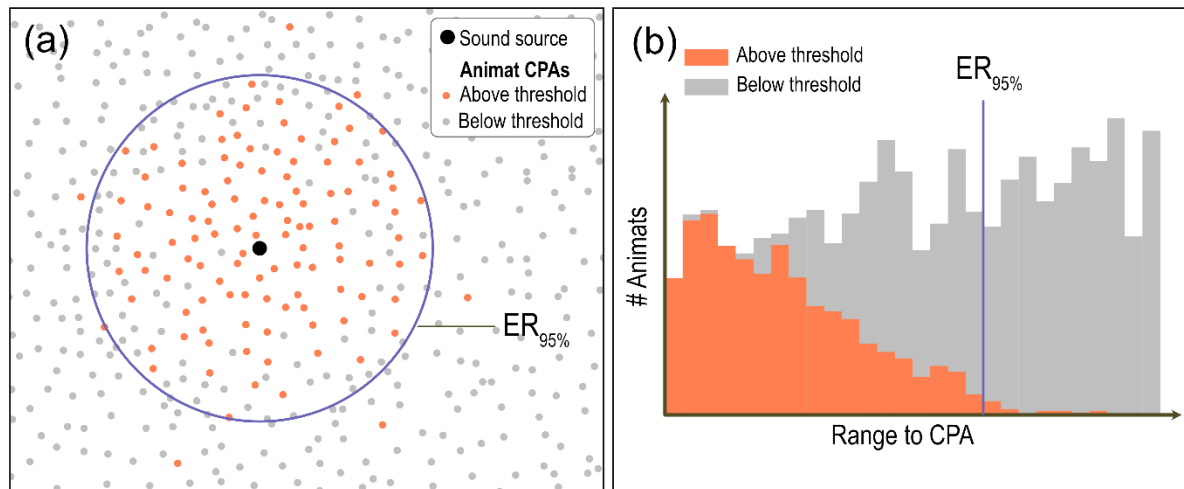 (a)
Sound source
Animat CPAs
Above threshold
Below threshold
ER95%
(b)
Above threshold
Below threshold
ER95%
# Animats
Range to CPA